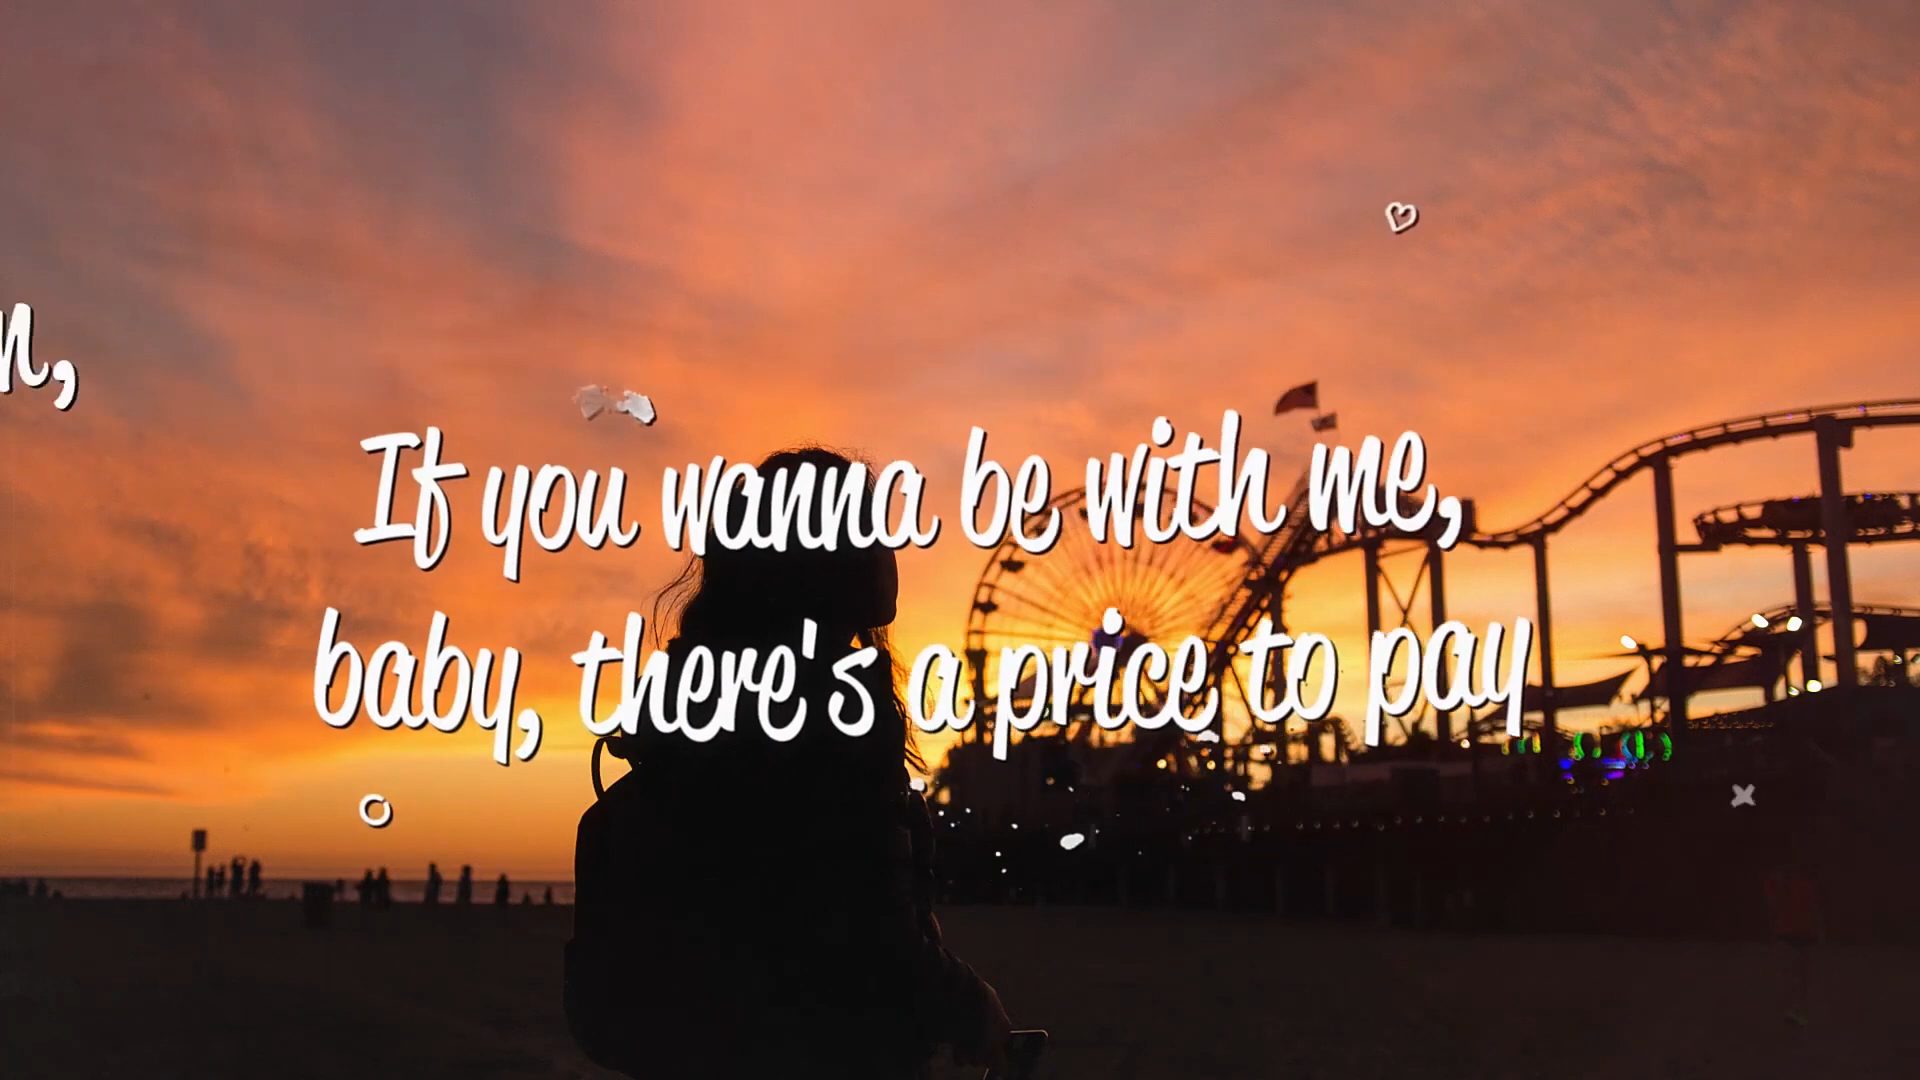 n,
If you wanna be with me,
baby, there's a price to pay